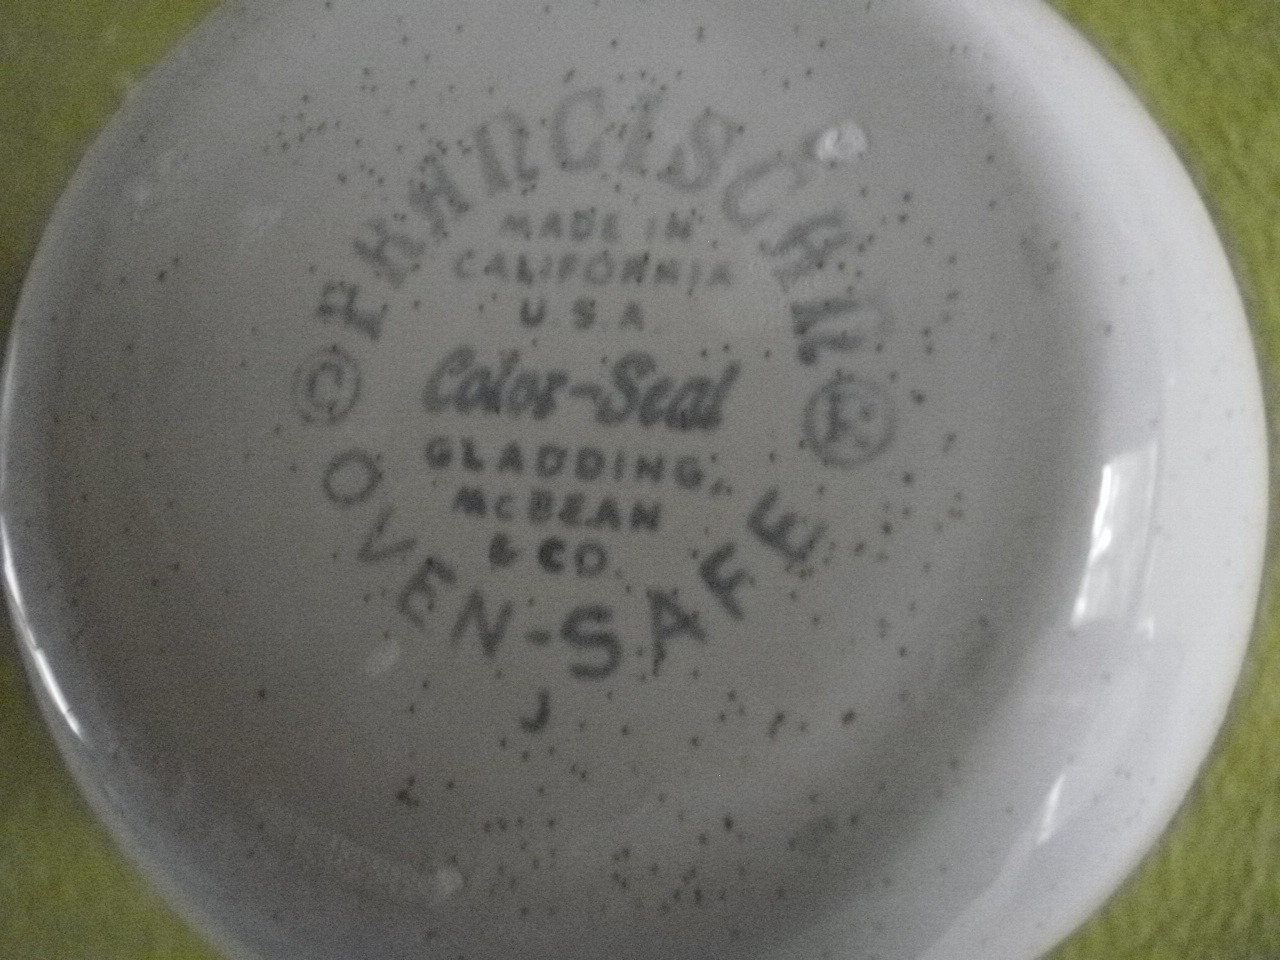 © FRANCISCAN ®
MADE IN
CALIFORNIA
U.S.A.
Color-Seal
GLADDING,
McBEAN
& CO.
OVEN-SAFE
J